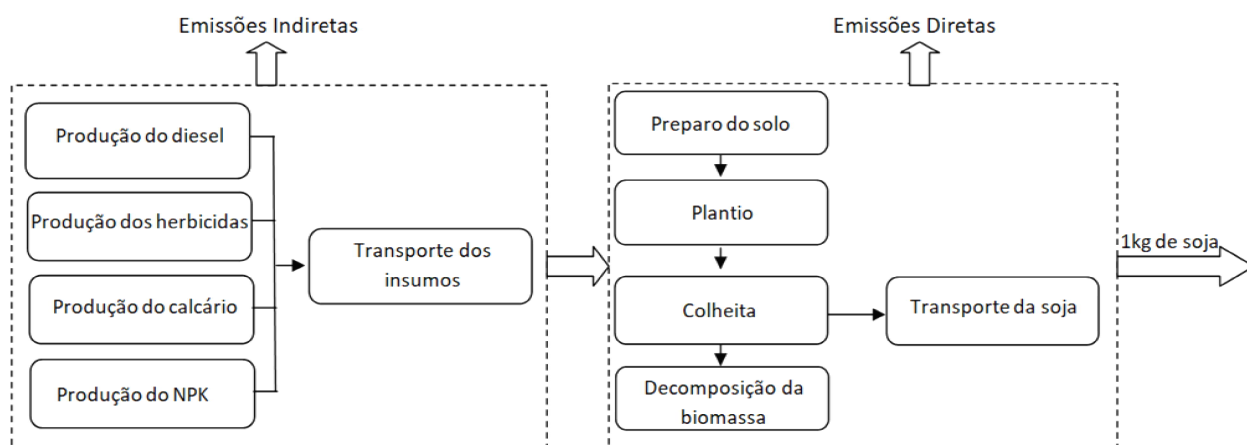 Emissões Indiretas
Emissões Diretas
Produção do diesel
Produção dos herbicidas
Produção do calcário
Produção do NPK
Transporte dos
insumos
Preparo do solo
Plantio
Colheita
Decomposição da
biomassa
Transporte da soja
1kg de soja